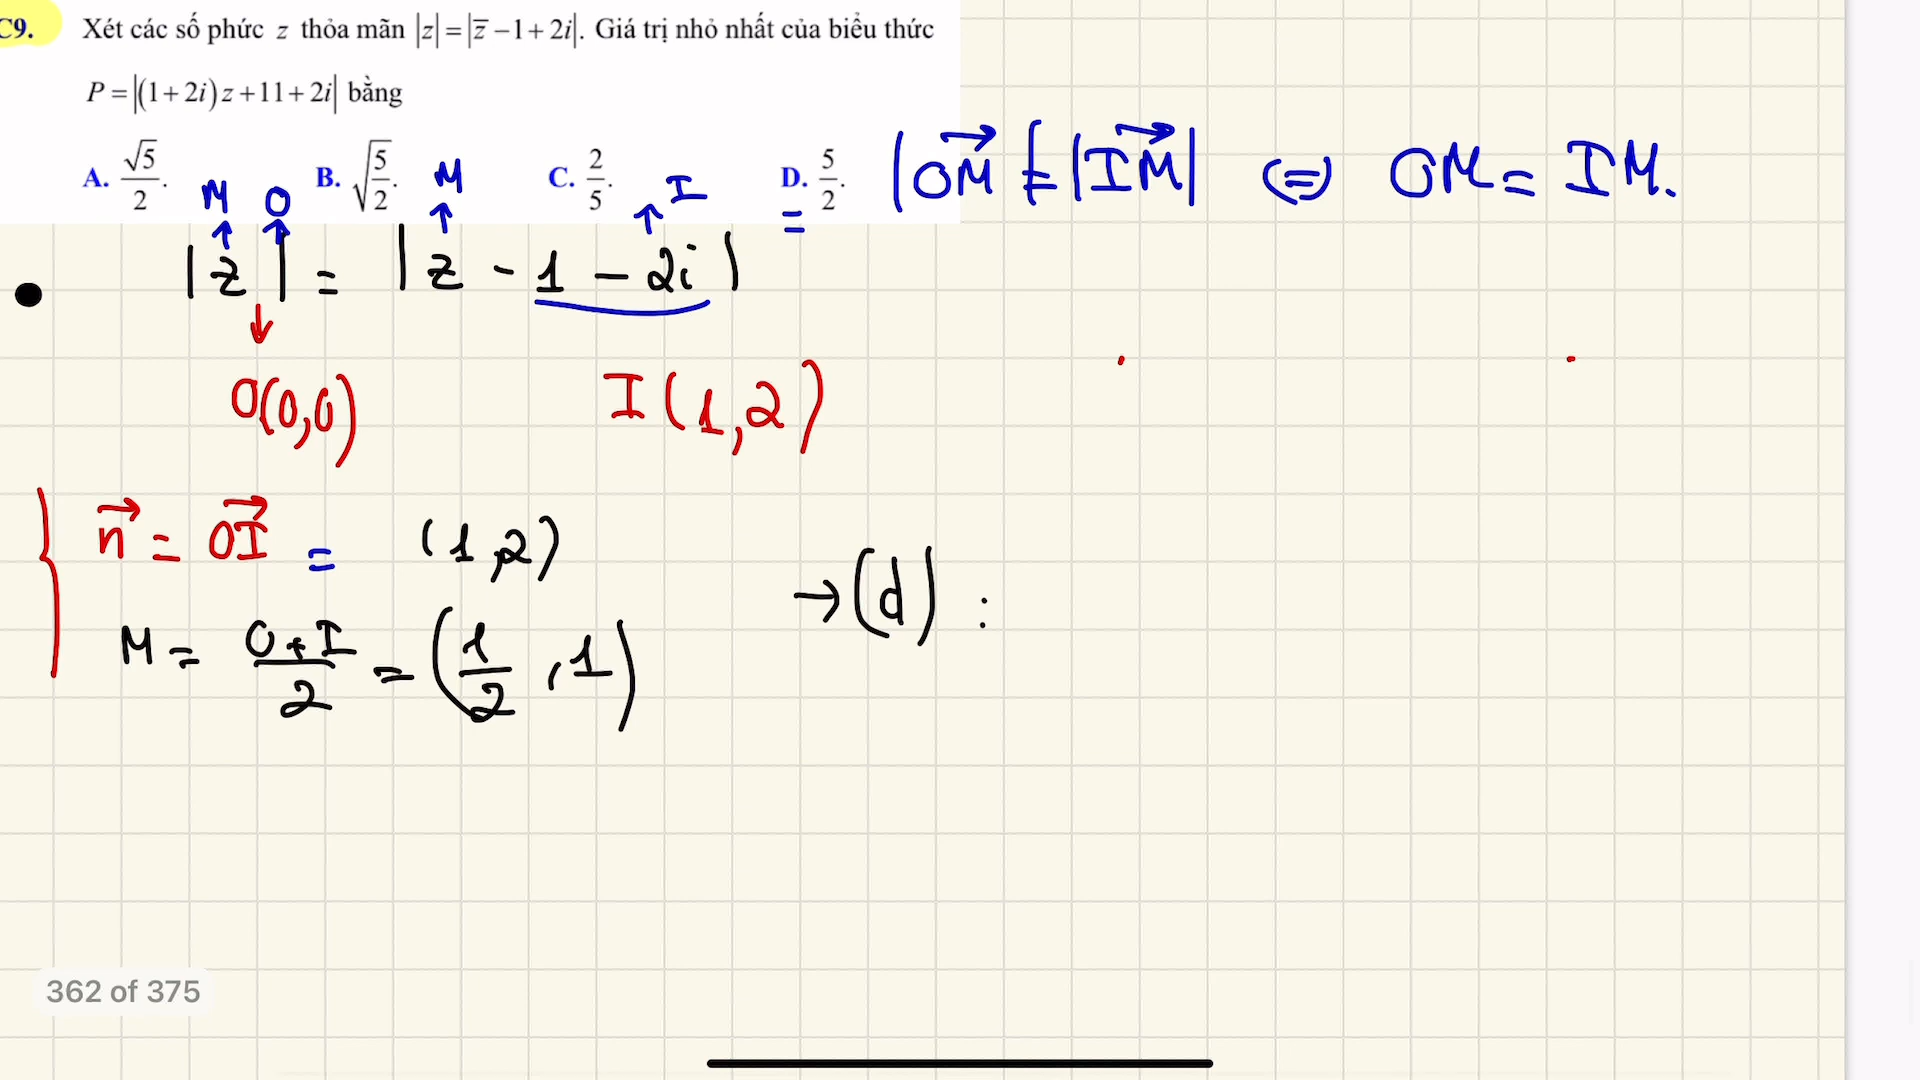 C9. Xét các số phức z thỏa mãn |z| = |z̅ − 1 + 2i|. Giá trị nhỏ nhất của biểu thức
P = |(1 + 2i)z + 11 + 2i| bằng
A. √5/2. B. √(5/2). C. 2/5. D. 5/2.
|OM→| = |IM→| ⇔ OM = IM.
M O M I =
|z| = |z - 1 - 2i|
O(0,0) I(1,2)
n→ = OI→ = (1,2)
M = (O+I)/2 = (1/2, 1) → (d) :
362 of 375